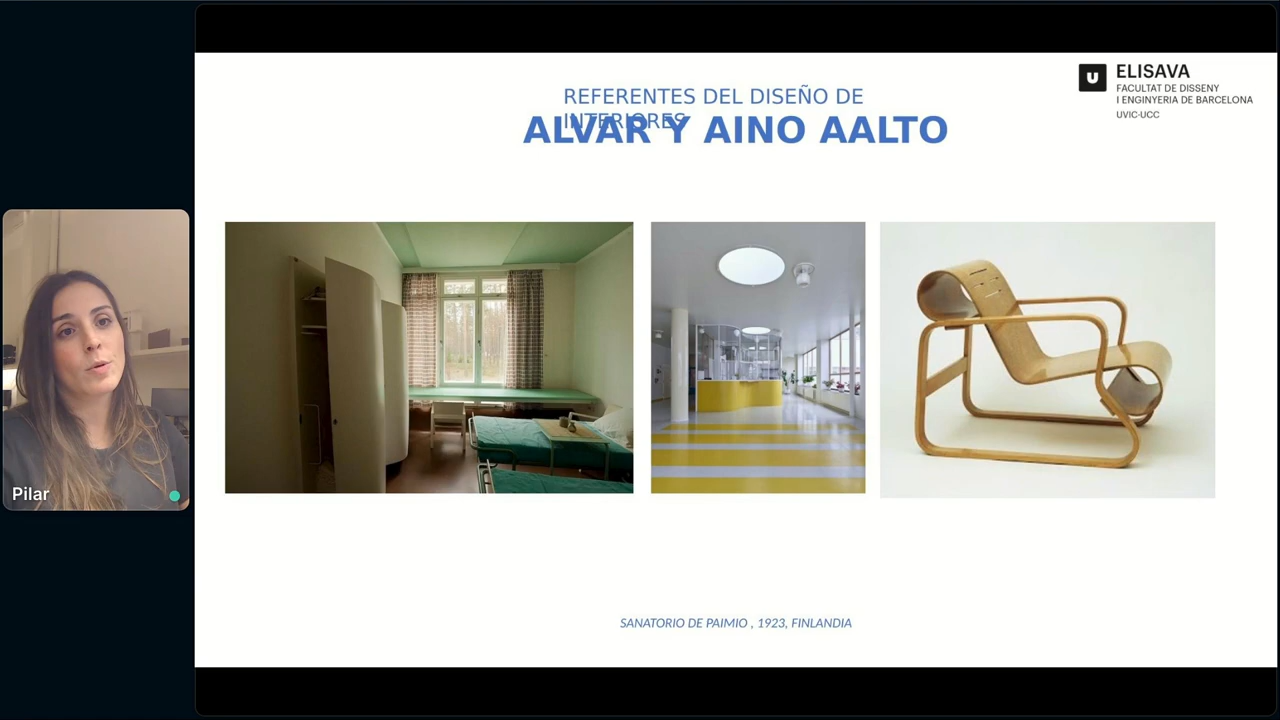 ELISAVA
FACULTAT DE DISSENY
I ENGINYERIA DE BARCELONA
UVIC·UCC
REFERENTES DEL DISEÑO DE
INTERIORES
ALVAR Y AINO AALTO
Pilar
SANATORIO DE PAIMIO , 1923, FINLANDIA